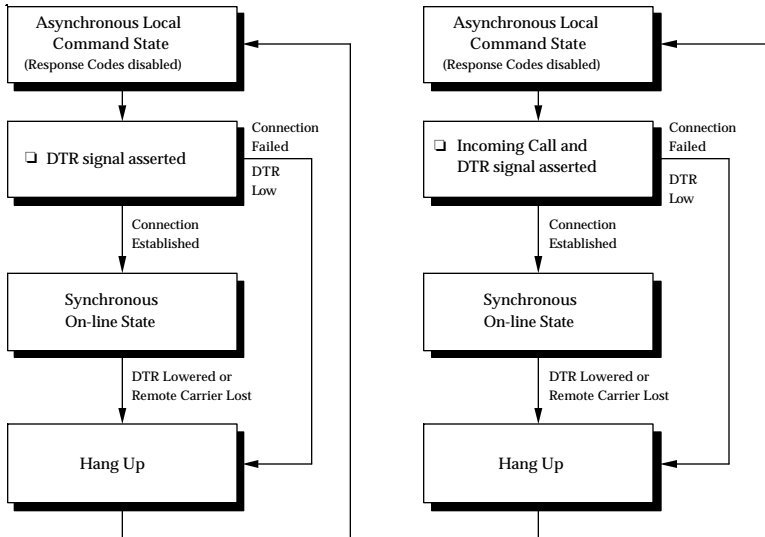 Asynchronous Local
Command State
(Response Codes disabled)
❏ DTR signal asserted
Connection
Failed
DTR
Low
Connection
Established
Synchronous
On-line State
DTR Lowered or
Remote Carrier Lost
Hang Up
Asynchronous Local
Command State
(Response Codes disabled)
❏ Incoming Call and
DTR signal asserted
Connection
Failed
DTR
Low
Connection
Established
Synchronous
On-line State
DTR Lowered or
Remote Carrier Lost
Hang Up